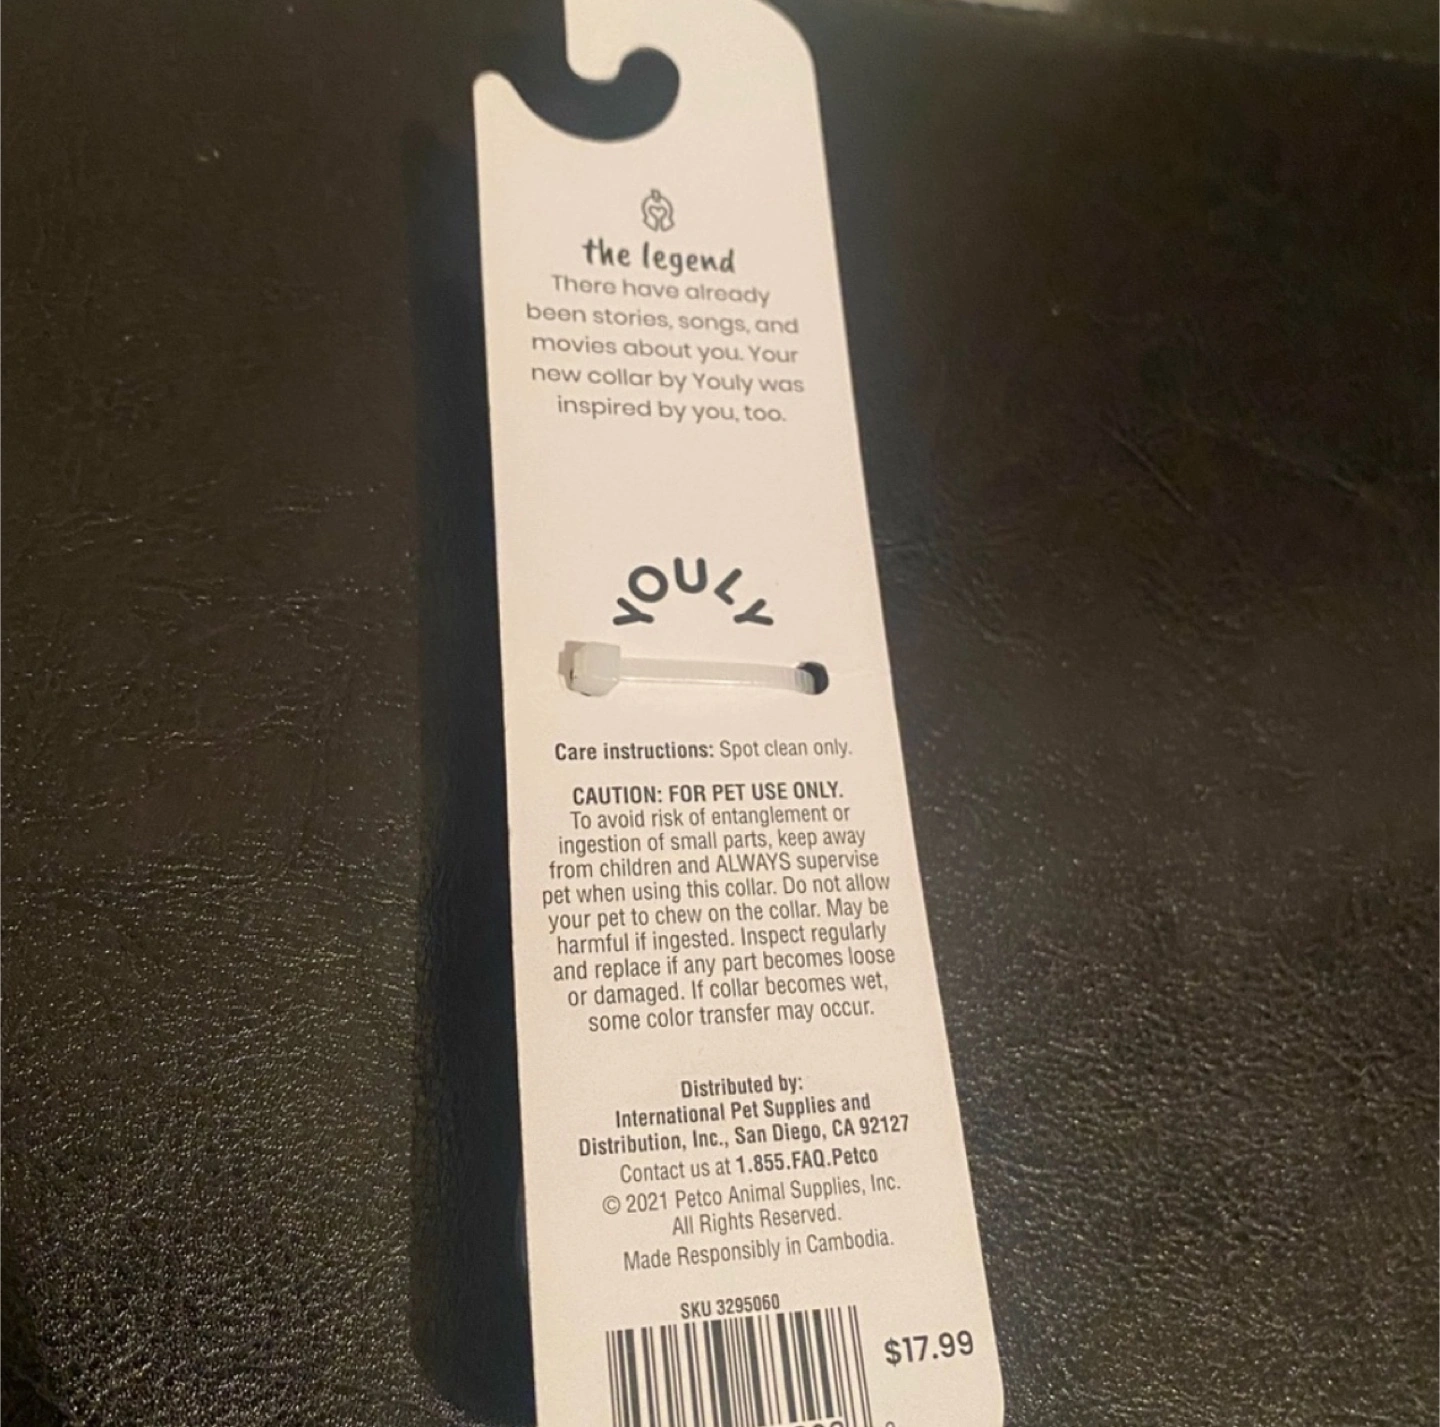 the legend
There have already
been stories, songs, and
movies about you. Your
new collar by Youly was
inspired by you, too.
YOULY
Care instructions: Spot clean only.
CAUTION: FOR PET USE ONLY.
To avoid risk of entanglement or
ingestion of small parts, keep away
from children and ALWAYS supervise
pet when using this collar. Do not allow
your pet to chew on the collar. May be
harmful if ingested. Inspect regularly
and replace if any part becomes loose
or damaged. If collar becomes wet,
some color transfer may occur.
Distributed by:
International Pet Supplies and
Distribution, Inc., San Diego, CA 92127
Contact us at 1.855.FAQ.Petco
© 2021 Petco Animal Supplies, Inc.
All Rights Reserved.
Made Responsibly in Cambodia.
SKU 3295060
$17.99